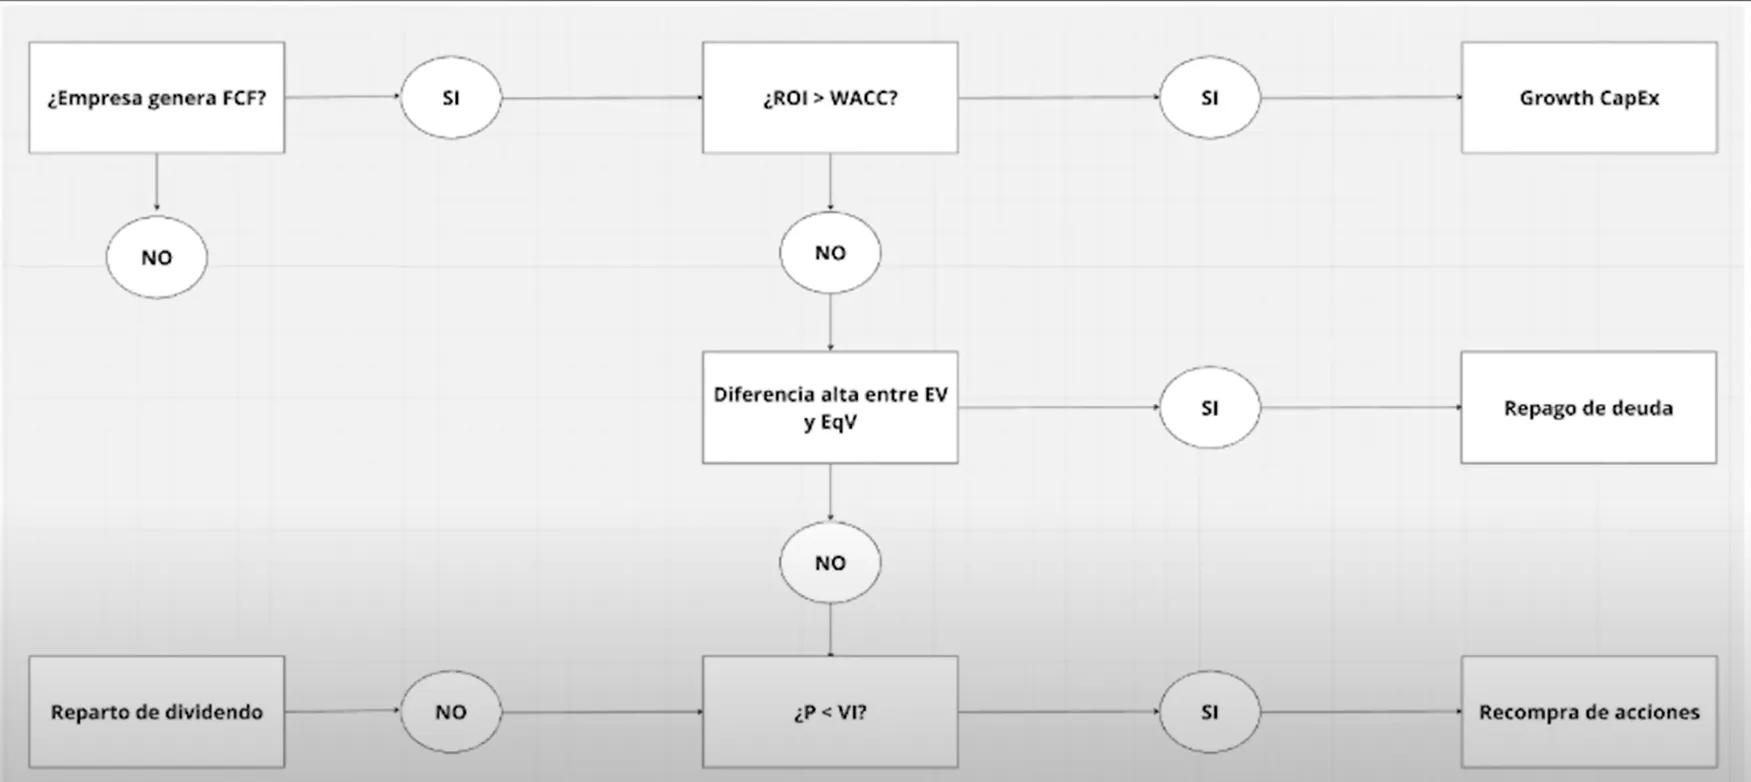 ¿Empresa genera FCF?
SI
¿ROI > WACC?
SI
Growth CapEx
NO
NO
Diferencia alta entre EV
y EqV
SI
Repago de deuda
NO
Reparto de dividendo
NO
¿P < VI?
SI
Recompra de acciones